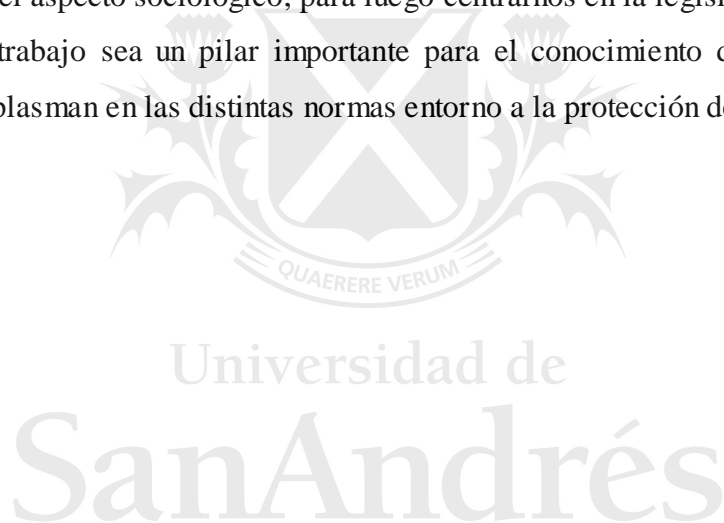 el aspecto sociológico, para luego centrarnos en la legis
trabajo sea un pilar importante para el conocimiento
plasman en las distintas normas entorno a la protección
QUAERERE VERUM
Universidad de
SanAndrés